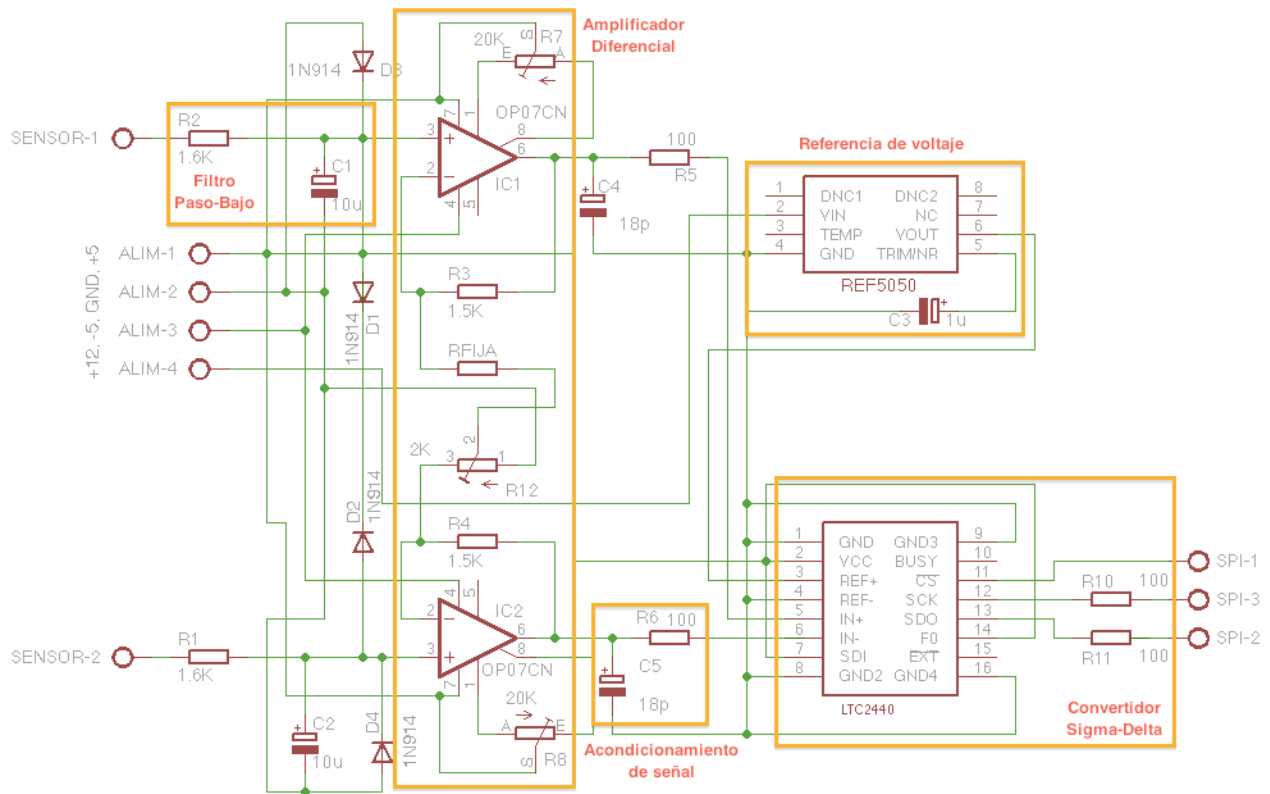 Amplificador
Diferencial
20K
S
R7
E
A
1N914
D3
OP07CN
R2
SENSOR-1
1.6K
Filtro
Paso-Bajo
C1
10u
7
1
3
+
8
6
2
−
IC1
4
5
100
R5
+
C4
18p
Referencia de voltaje
1
DNC1
DNC2
8
2
VIN
NC
7
3
TEMP
VOUT
6
4
GND
TRIM/NR
5
REF5050
C3
+
1u
+12, -5, GND, +5
ALIM-1
ALIM-2
ALIM-3
ALIM-4
1N914
D1
R3
1.5K
RFIJA
2K
3
2
1
R12
D2
1N914
R4
1.5K
4
5
IC2
2
−
6
3
+
8
OP07CN
7
1
20K
A
E
S
R8
R1
SENSOR-2
1.6K
+
C2
10u
D4
1N914
R6
100
C5
+
18p
Acondicionamiento
de señal
1
GND
GND3
9
2
VCC
BUSY
10
3
REF+
CS
11
4
REF-
SCK
12
5
IN+
SDO
13
6
IN-
F0
14
7
SDI
EXT
15
8
GND2
GND4
16
LTC2440
R10
100
R11
100
SPI-1
SPI-3
SPI-2
Convertidor
Sigma-Delta